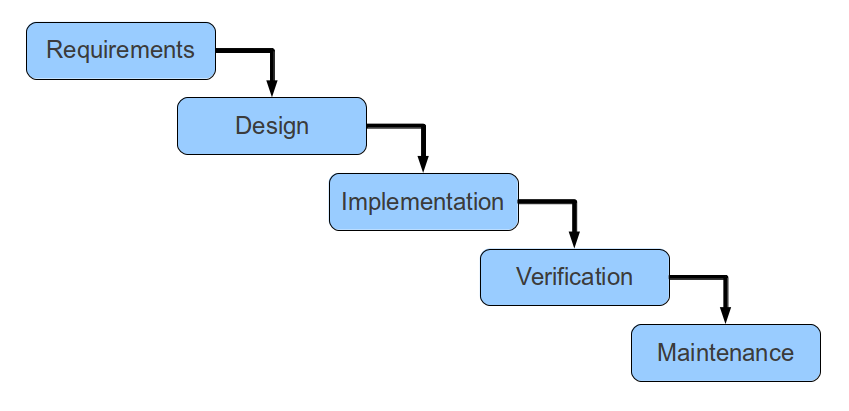 Requirements
Design
Implementation
Verification
Maintenance